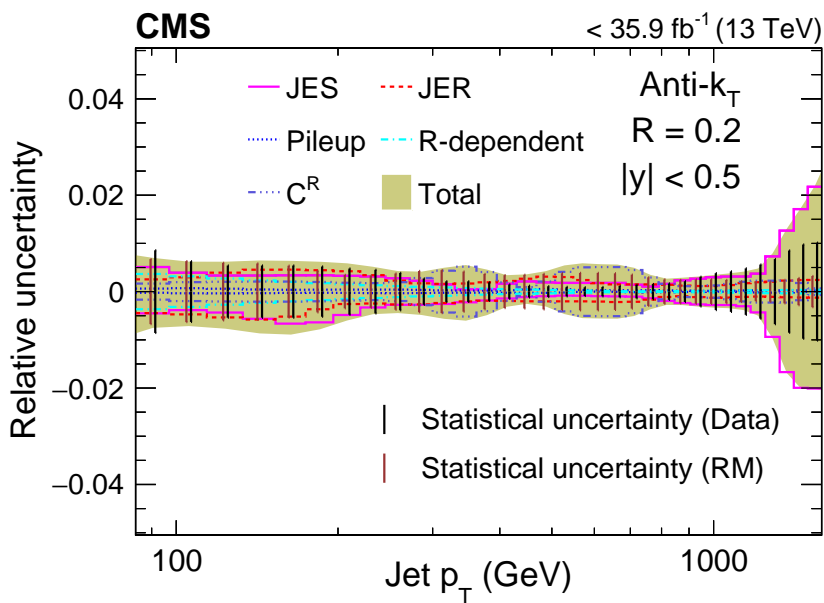 CMS
< 35.9 fb⁻¹ (13 TeV)
JES
JER
Anti-k_T
Pileup
R-dependent
R = 0.2
C^R
Total
|y| < 0.5
0.04
0.02
0
−0.02
−0.04
Relative uncertainty
Statistical uncertainty (Data)
Statistical uncertainty (RM)
100
1000
Jet p_T (GeV)